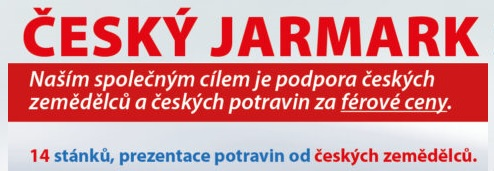 ČESKÝ JARMARK
Naším společným cílem je podpora českých
zemědělců a českých potravin za férové ceny.
14 stánků, prezentace potravin od českých zemědělců.